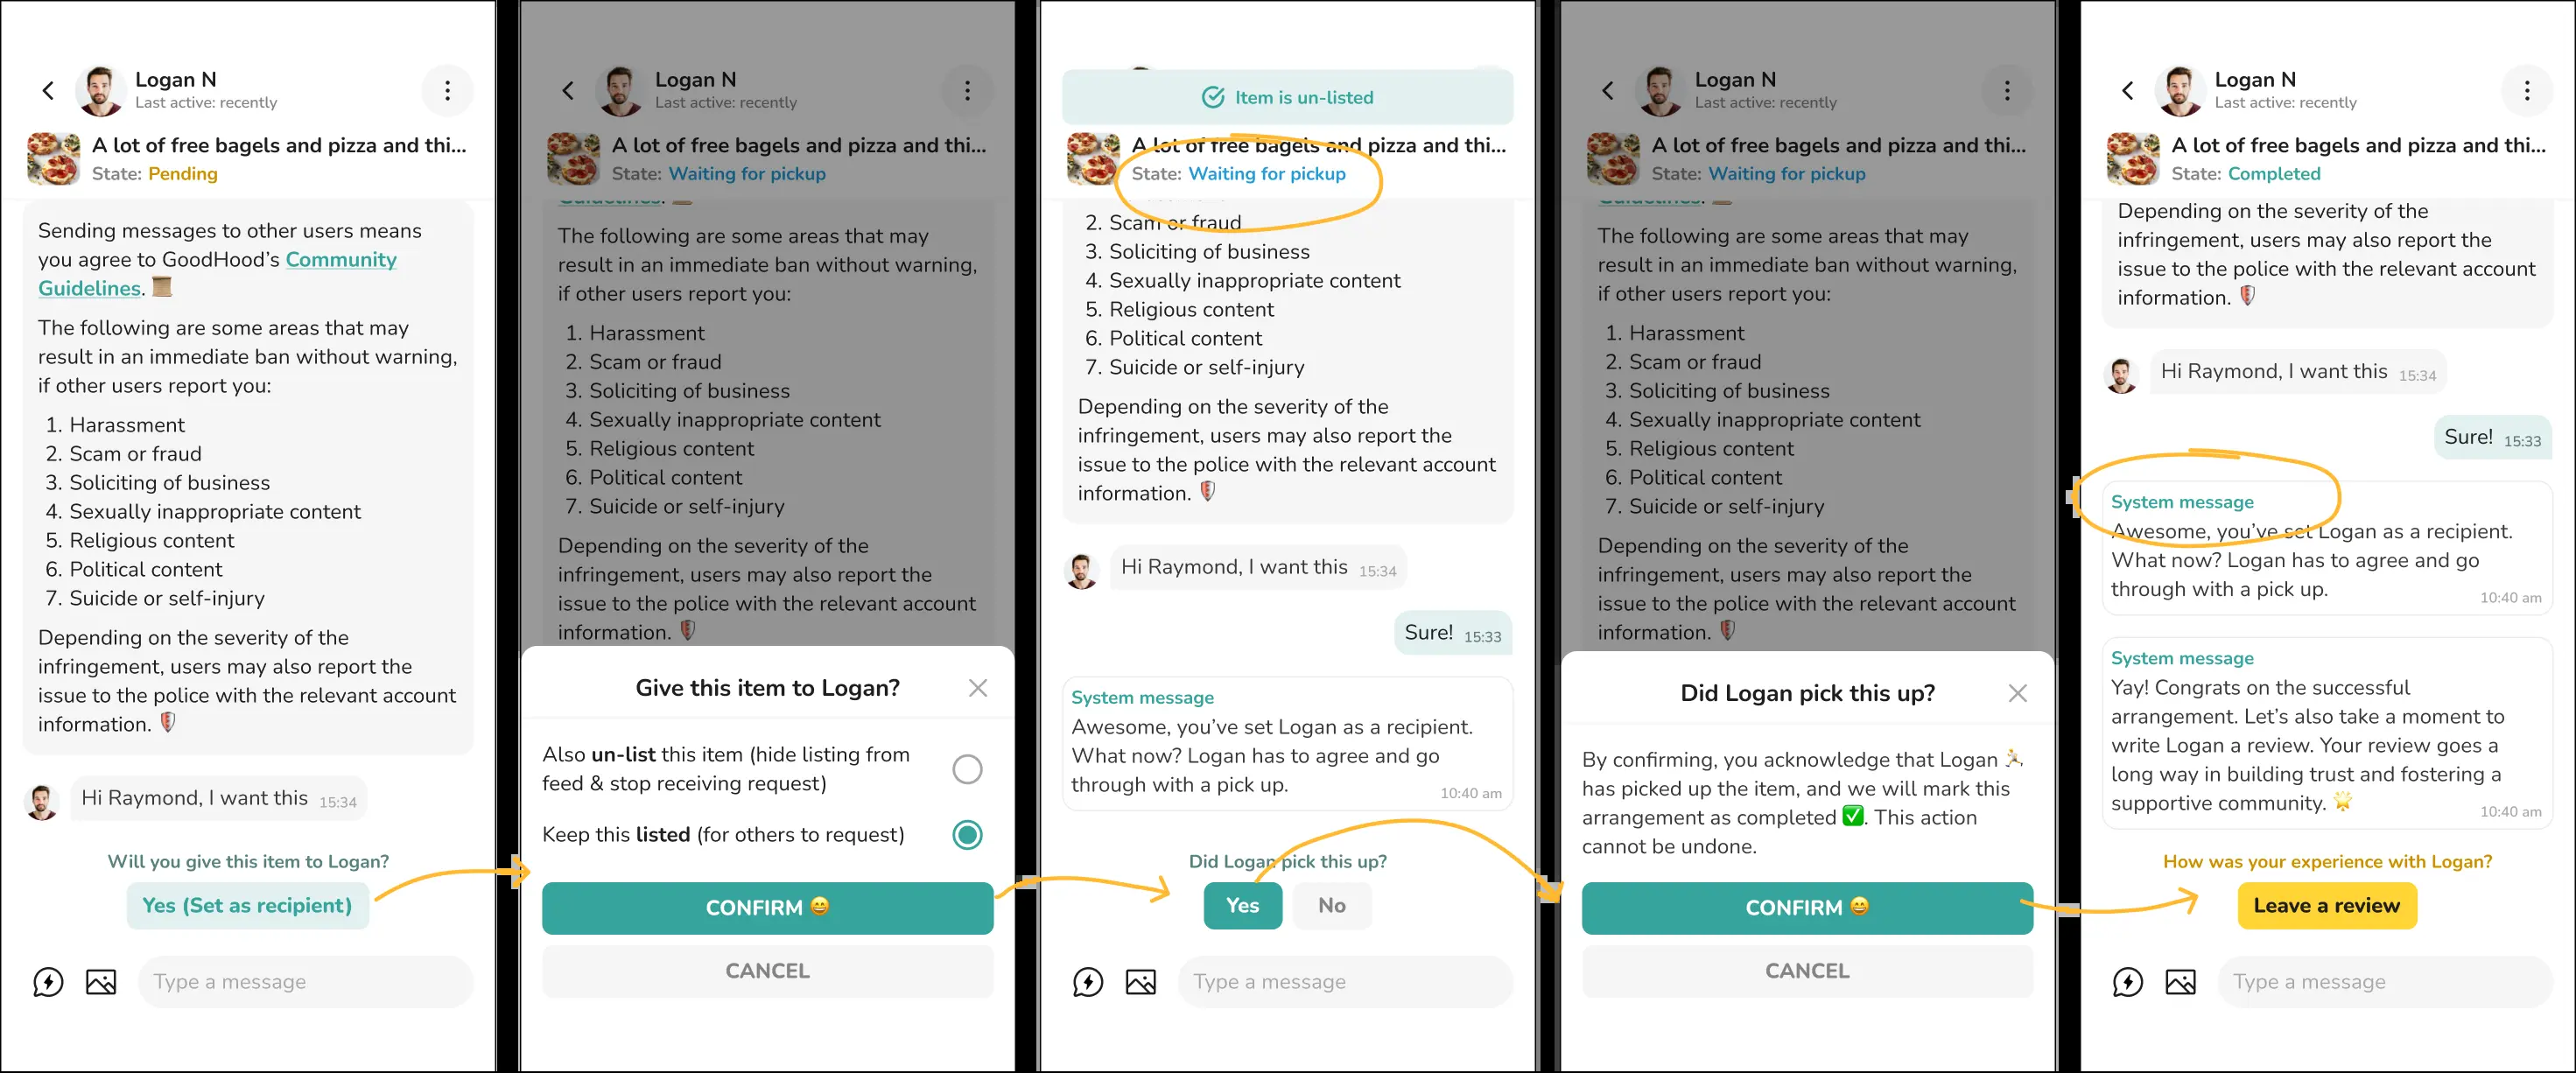 Logan N
Last active: recently
A lot of free bagels and pizza and thi...
State: Pending
Sending messages to other users means
you agree to GoodHood’s Community
Guidelines. 📜
The following are some areas that may
result in an immediate ban without warning,
if other users report you:
1. Harassment
2. Scam or fraud
3. Soliciting of business
4. Sexually inappropriate content
5. Religious content
6. Political content
7. Suicide or self-injury
Depending on the severity of the
infringement, users may also report the
issue to the police with the relevant account
information. 🛡️
Hi Raymond, I want this 15:34
Will you give this item to Logan?
Yes (Set as recipient)
Type a message
Logan N
Last active: recently
A lot of free bagels and pizza and thi...
State: Waiting for pickup
Guidelines. 📜
The following are some areas that may
result in an immediate ban without warning,
if other users report you:
1. Harassment
2. Scam or fraud
3. Soliciting of business
4. Sexually inappropriate content
5. Religious content
6. Political content
7. Suicide or self-injury
Depending on the severity of the
infringement, users may also report the
issue to the police with the relevant account
information. 🛡️
Give this item to Logan?
Also un-list this item (hide listing from
feed & stop receiving request)
Keep this listed (for others to request)
CONFIRM 😄
CANCEL
Item is un-listed
A lot of free bagels and pizza and thi...
State: Waiting for pickup
2. Scam or fraud
3. Soliciting of business
4. Sexually inappropriate content
5. Religious content
6. Political content
7. Suicide or self-injury
Depending on the severity of the
infringement, users may also report the
issue to the police with the relevant account
information. 🛡️
Hi Raymond, I want this 15:34
Sure! 15:33
System message
Awesome, you’ve set Logan as a recipient.
What now? Logan has to agree and go
through with a pick up.
10:40 am
Did Logan pick this up?
Yes
No
Type a message
Logan N
Last active: recently
A lot of free bagels and pizza and thi...
State: Waiting for pickup
Guidelines. 📜
The following are some areas that may
result in an immediate ban without warning,
if other users report you:
1. Harassment
2. Scam or fraud
3. Soliciting of business
4. Sexually inappropriate content
5. Religious content
6. Political content
7. Suicide or self-injury
Depending on the severity of the
infringement, users may also report the
issue to the police with the relevant account
information. 🛡️
Did Logan pick this up?
By confirming, you acknowledge that Logan 🏃
has picked up the item, and we will mark this
arrangement as completed ✅. This action
cannot be undone.
CONFIRM 😄
CANCEL
Logan N
Last active: recently
A lot of free bagels and pizza and thi...
State: Completed
Depending on the severity of the
infringement, users may also report the
issue to the police with the relevant account
information. 🛡️
Hi Raymond, I want this 15:34
Sure! 15:33
System message
Awesome, you’ve set Logan as a recipient.
What now? Logan has to agree and go
through with a pick up.
10:40 am
System message
Yay! Congrats on the successful
arrangement. Let’s also take a moment to
write Logan a review. Your review goes a
long way in building trust and fostering a
supportive community. 🌟
10:40 am
How was your experience with Logan?
Leave a review
Type a message